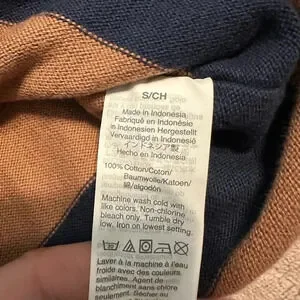 S/CH
Made in Indonesia
Fabriqué en Indonésie
In Indonesien Hergestellt
Vervaardigd in Indonesië
インドネシア製
Hecho en Indonesia
100% Cotton/Coton/
Baumwolle/Katoen/
綿/algodón
Machine wash cold with
like colors. Non-chlorine
bleach only. Tumble dry
low. Iron on lowest setting.
Laver à la machine à l'eau
froide avec des couleurs
similaires. Agent de
blanchiment sans chlore